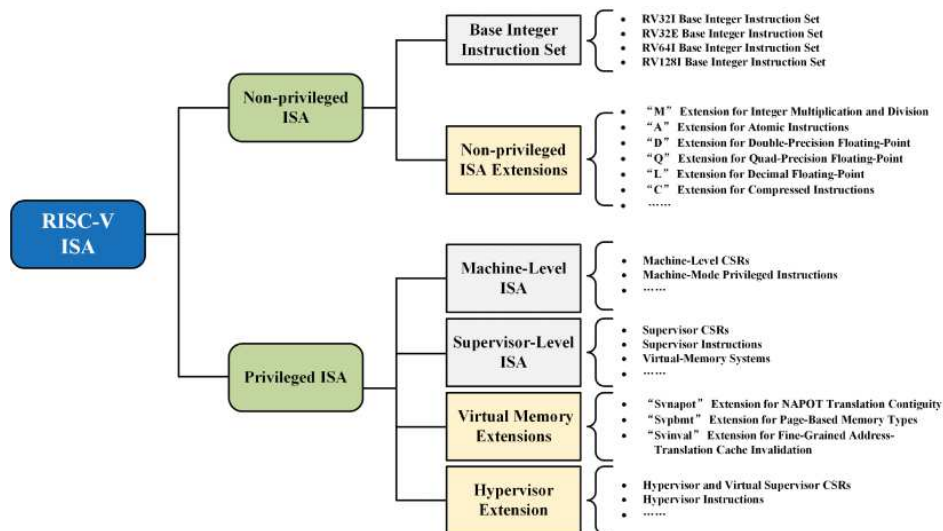 RISC-V
ISA
Non-privileged
ISA
Base Integer
Instruction Set
• RV32I Base Integer Instruction Set
• RV32E Base Integer Instruction Set
• RV64I Base Integer Instruction Set
• RV128I Base Integer Instruction Set
Non-privileged
ISA Extensions
• “M” Extension for Integer Multiplication and Division
• “A” Extension for Atomic Instructions
• “D” Extension for Double-Precision Floating-Point
• “Q” Extension for Quad-Precision Floating-Point
• “L” Extension for Decimal Floating-Point
• “C” Extension for Compressed Instructions
• ……
Privileged ISA
Machine-Level
ISA
• Machine-Level CSRs
• Machine-Mode Privileged Instructions
• ……
Supervisor-Level
ISA
• Supervisor CSRs
• Supervisor Instructions
• Virtual-Memory Systems
• ……
Virtual Memory
Extensions
• “Svnapot” Extension for NAPOT Translation Contiguity
• “Svpbmt” Extension for Page-Based Memory Types
• “Svinval” Extension for Fine-Grained Address-
Translation Cache Invalidation
Hypervisor
Extension
• Hypervisor and Virtual Supervisor CSRs
• Hypervisor Instructions
• ……